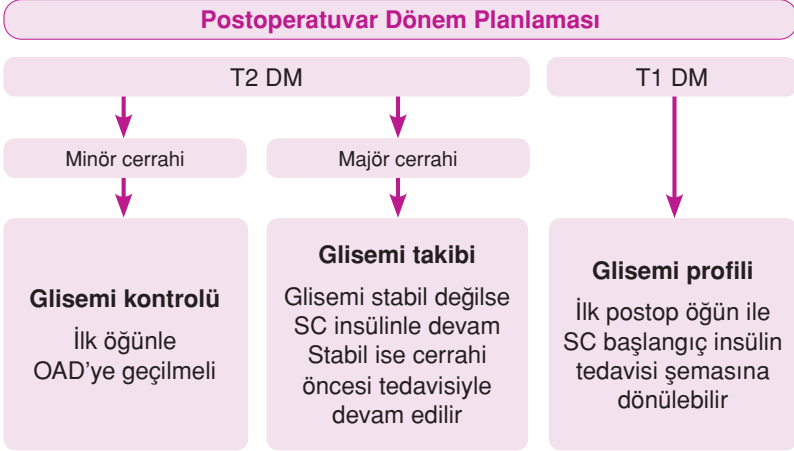 Postoperatuvar Dönem Planlaması
T2 DM
T1 DM
Minör cerrahi
Majör cerrahi
Glisemi kontrolü
İlk öğünle
OAD'ye geçilmeli
Glisemi takibi
Glisemi stabil değilse
SC insülinle devam
Stabil ise cerrahi
öncesi tedavisiyle
devam edilir
Glisemi profili
İlk postop öğün ile
SC başlangıç insülin
tedavisi şemasına
dönülebilir